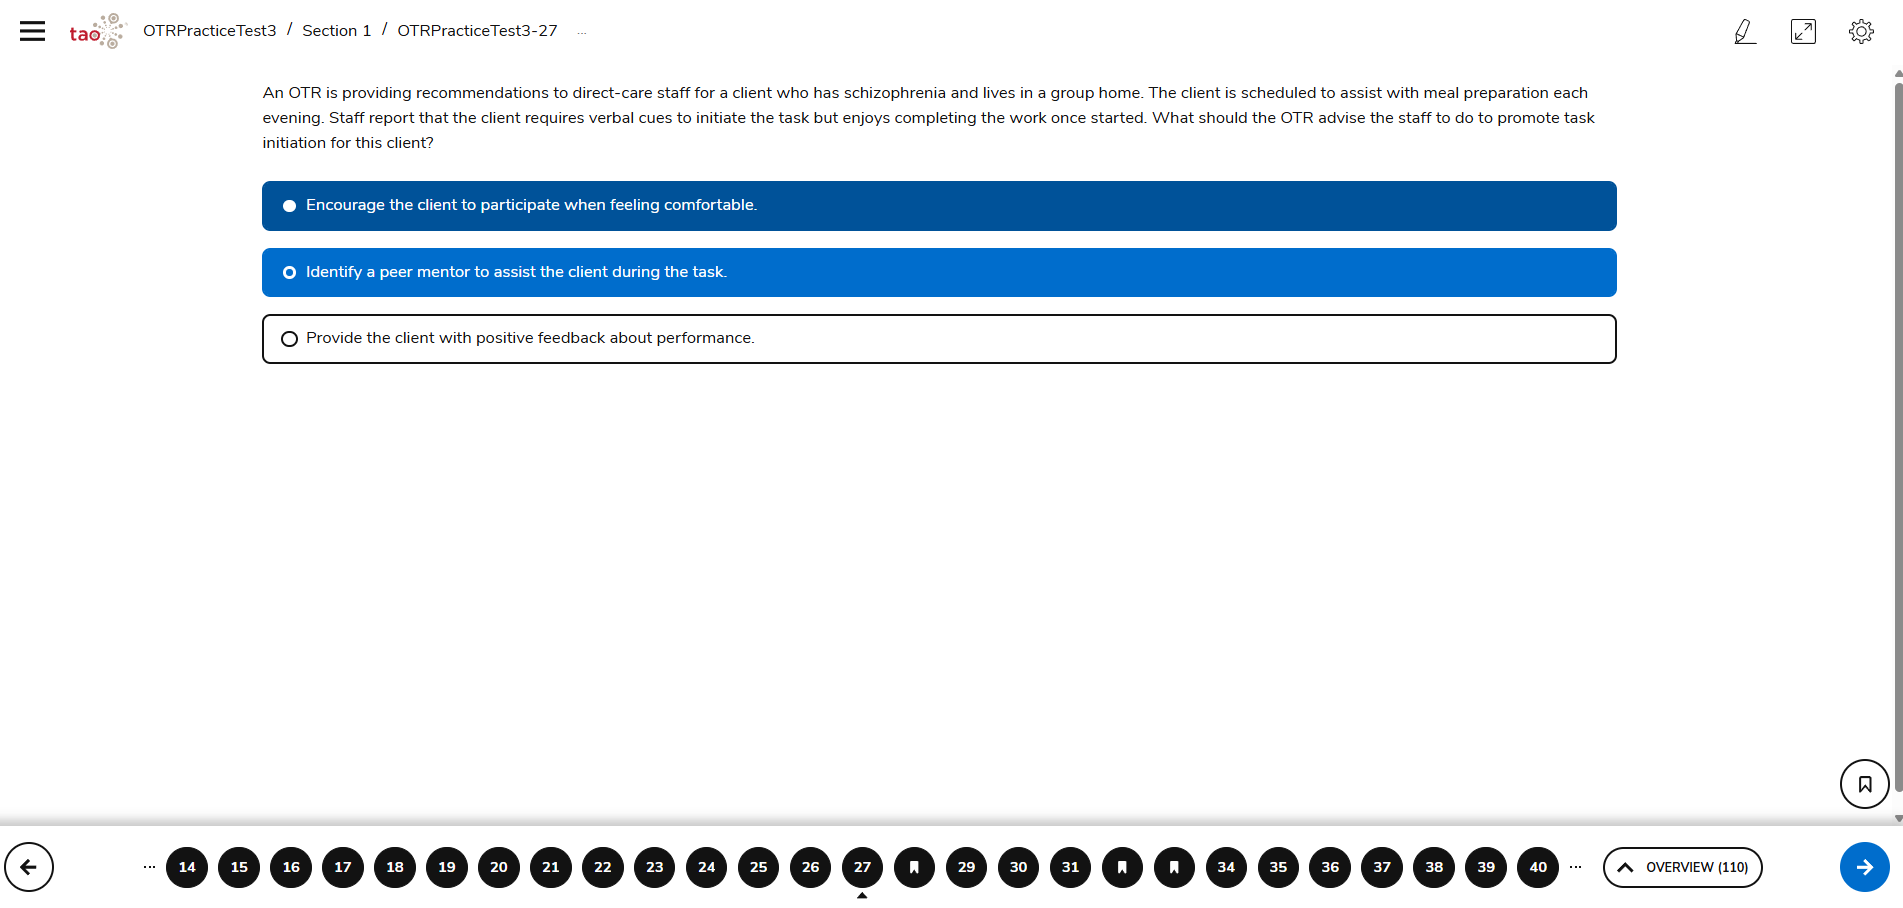 tao
OTRPracticeTest3 / Section 1 / OTRPracticeTest3-27 ...
An OTR is providing recommendations to direct-care staff for a client who has schizophrenia and lives in a group home. The client is scheduled to assist with meal preparation each
evening. Staff report that the client requires verbal cues to initiate the task but enjoys completing the work once started. What should the OTR advise the staff to do to promote task
initiation for this client?
Encourage the client to participate when feeling comfortable.
Identify a peer mentor to assist the client during the task.
Provide the client with positive feedback about performance.
... 14 15 16 17 18 19 20 21 22 23 24 25 26 27 29 30 31 34 35 36 37 38 39 40 ... OVERVIEW (110)